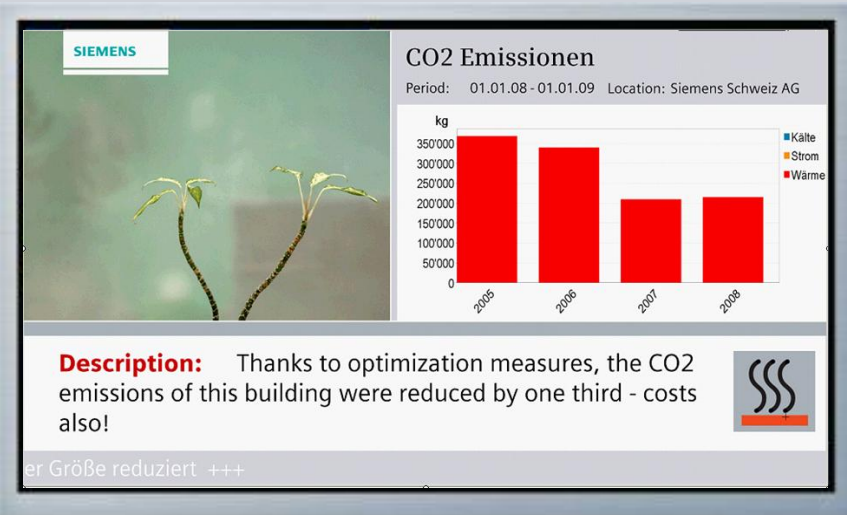 SIEMENS
CO2 Emissionen
Period: 01.01.08 - 01.01.09 Location: Siemens Schweiz AG
kg
350'000
300'000
250'000
200'000
150'000
100'000
50'000
0
2005
2006
2007
2008
Kälte
Strom
Wärme
Description: Thanks to optimization measures, the CO2
emissions of this building were reduced by one third - costs
also!
er Größe reduziert +++